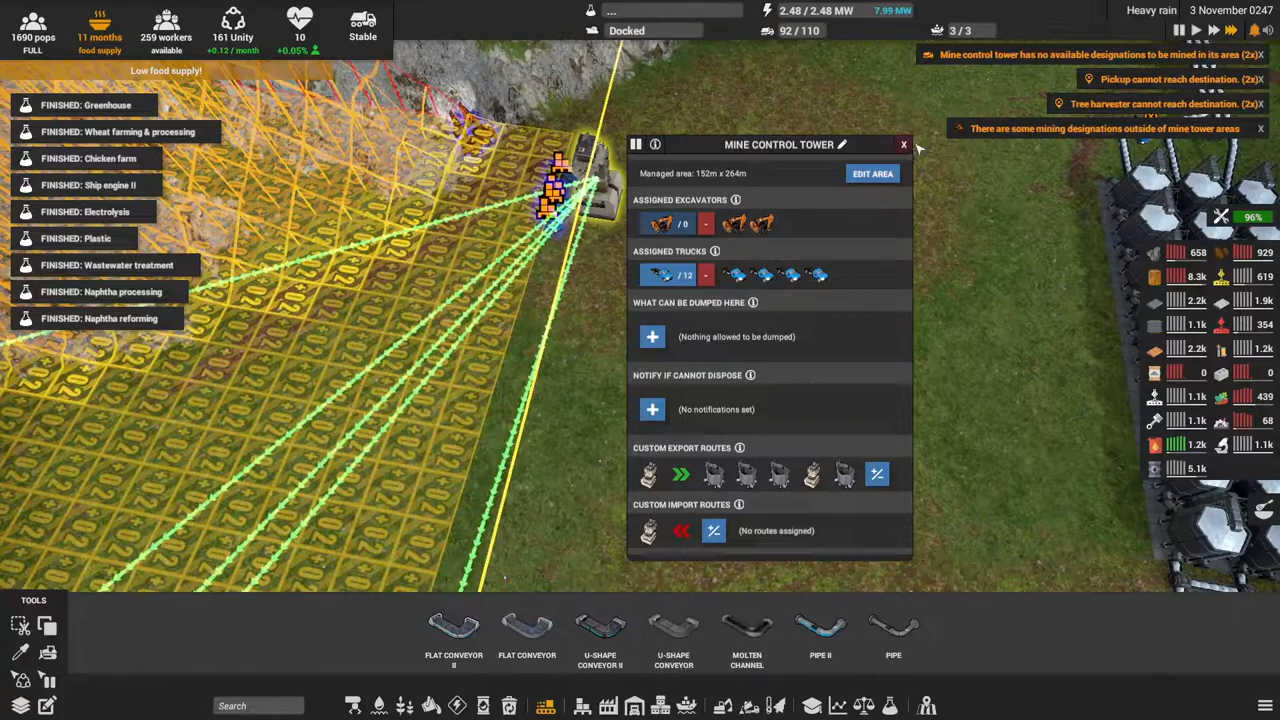 1690 pops
FULL
11 months
food supply
259 workers
available
161 Unity
+0.12 / month
10
+0.05%
Stable
...
Docked
2.48 / 2.48 MW
7.99 MW
92 / 110
3 / 3
Heavy rain
3 November 0247
Low food supply!
FINISHED: Greenhouse
FINISHED: Wheat farming & processing
FINISHED: Chicken farm
FINISHED: Ship engine II
FINISHED: Electrolysis
FINISHED: Plastic
FINISHED: Wastewater treatment
FINISHED: Naphtha processing
FINISHED: Naphtha reforming
Mine control tower has no available designations to be mined in its area (2x) X
Pickup cannot reach destination. (2x) X
Tree harvester cannot reach destination. (2x) X
There are some mining designations outside of mine tower areas X
MINE CONTROL TOWER
X
Managed area: 152m x 264m
EDIT AREA
ASSIGNED EXCAVATORS
/ 0
-
ASSIGNED TRUCKS
/ 12
-
WHAT CAN BE DUMPED HERE
+
(Nothing allowed to be dumped)
NOTIFY IF CANNOT DISPOSE
+
(No notifications set)
CUSTOM EXPORT ROUTES
CUSTOM IMPORT ROUTES
(No routes assigned)
96%
658 929
8.3k 619
2.2k 1.9k
1.1k 354
2.2k 1.2k
0 0
1.1k 439
1.1k 68
1.2k 1.1k
5.1k
TOOLS
FLAT CONVEYOR II
FLAT CONVEYOR
U-SHAPE CONVEYOR II
U-SHAPE CONVEYOR
MOLTEN CHANNEL
PIPE II
PIPE
Search